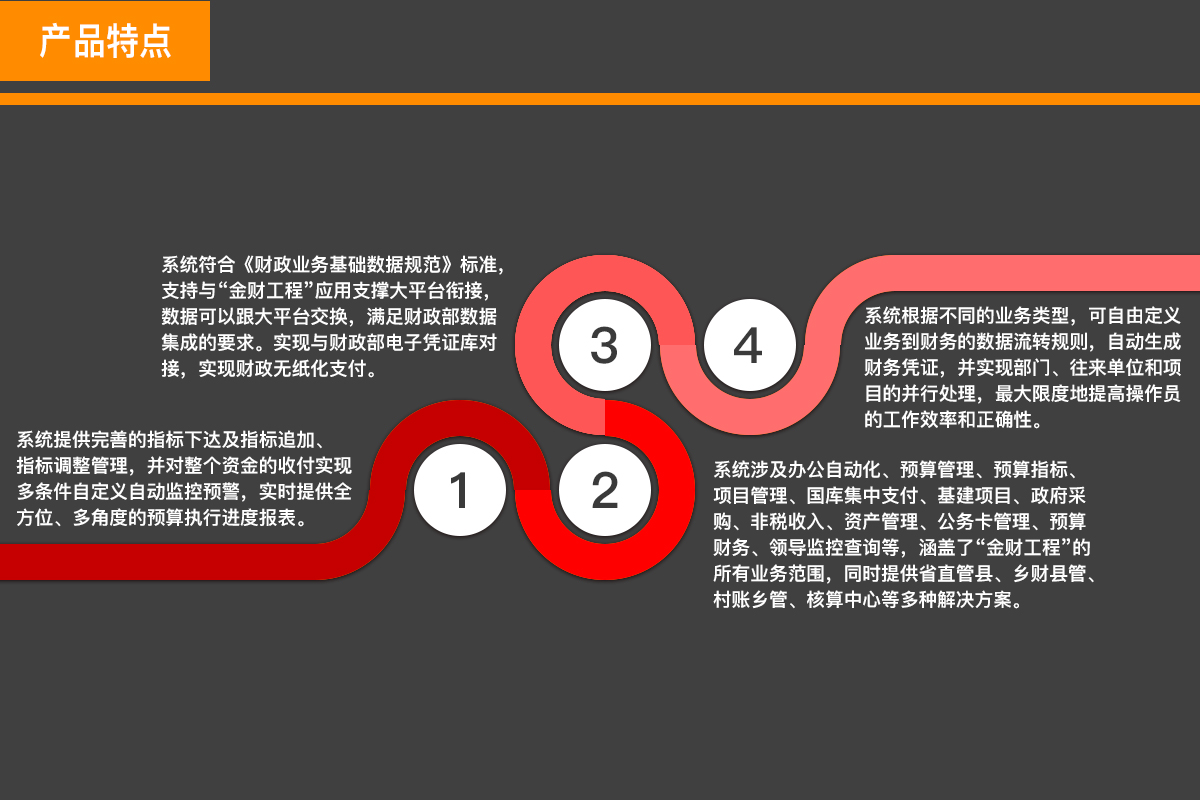 产品特点
系统符合《财政业务基础数据规范》标准，
支持与“金财工程”应用支撑大平台衔接，
数据可以跟大平台交换，满足财政部数据
集成的要求。实现与财政部电子凭证库对
接，实现财政无纸化支付。
3
4
系统根据不同的业务类型，可自由定义
业务到财务的数据流转规则，自动生成
财务凭证，并实现部门、往来单位和项
目的并行处理，最大限度地提高操作员
的工作效率和正确性。
系统提供完善的指标下达及指标追加、
指标调整管理，并对整个资金的收付实现
多条件自定义自动监控预警，实时提供全
方位、多角度的预算执行进度报表。
1
2
系统涉及办公自动化、预算管理、预算指标、
项目管理、国库集中支付、基建项目、政府采
购、非税收入、资产管理、公务卡管理、预算
财务、领导监控查询等，涵盖了“金财工程”的
所有业务范围，同时提供省直管县、乡财县管、
村账乡管、核算中心等多种解决方案。